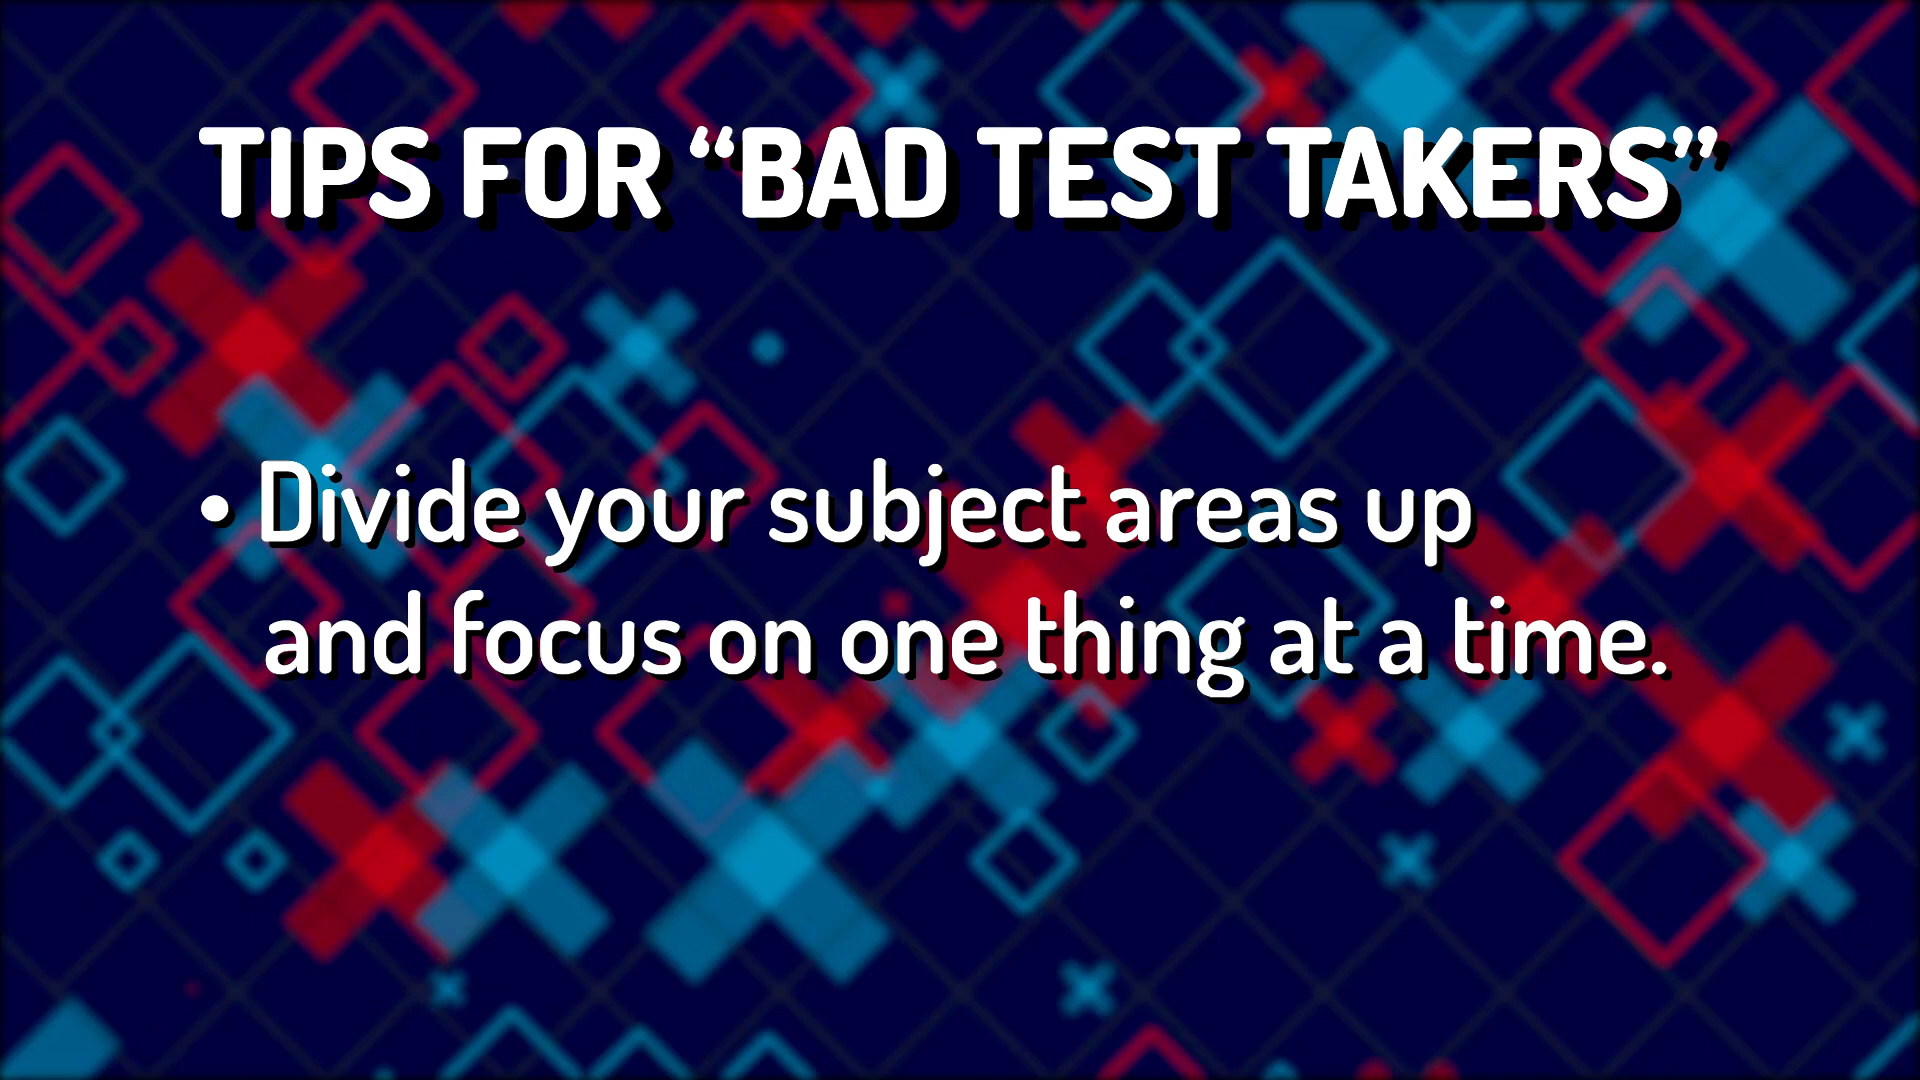 TIPS FOR “BAD TEST TAKERS”
• Divide your subject areas up
and focus on one thing at a time.